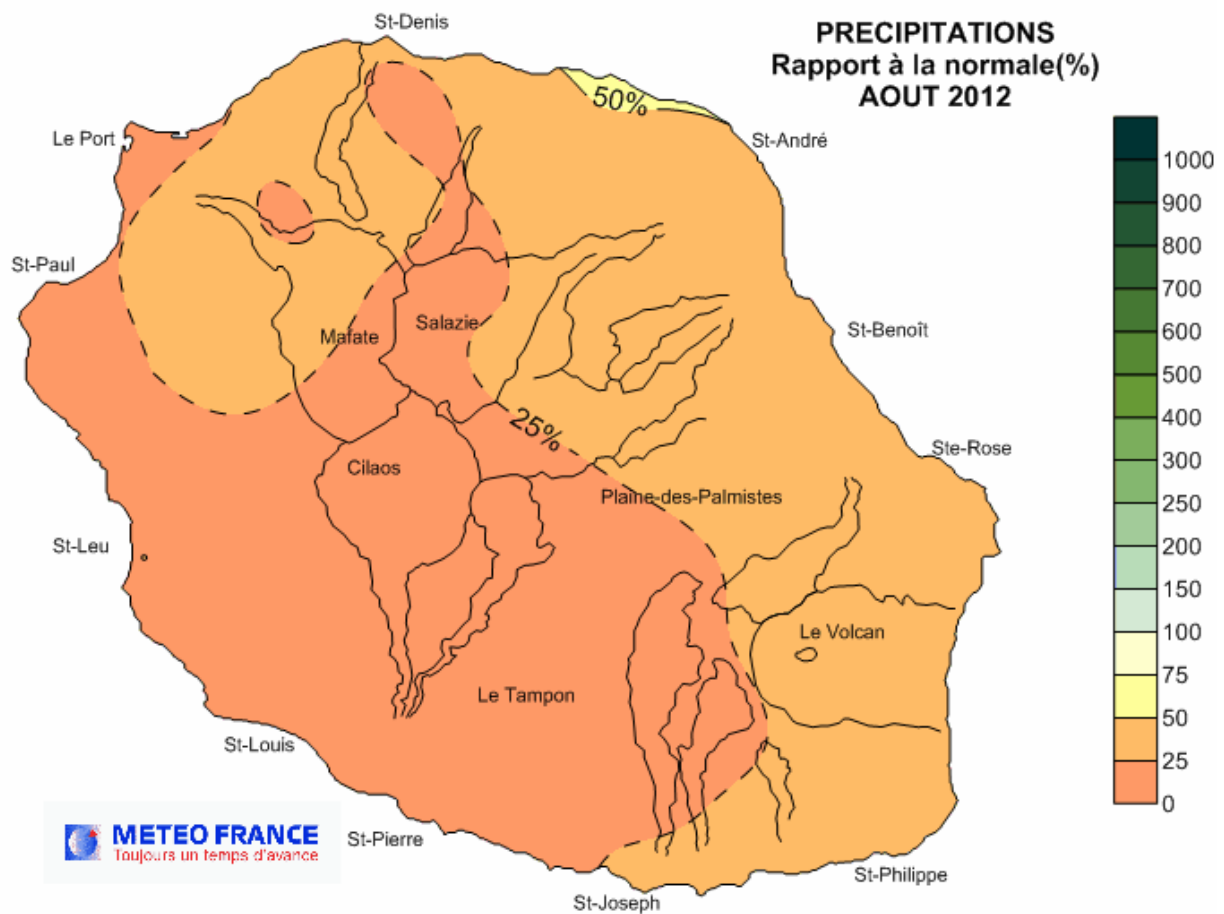 PRECIPITATIONS
Rapport à la normale(%)
AOUT 2012
St-Denis
50%
Le Port
St-André
St-Paul
Mafate
Salazie
St-Benoît
25%
Cilaos
Ste-Rose
Plaine-des-Palmistes
St-Leu
Le Volcan
Le Tampon
St-Louis
St-Pierre
St-Philippe
St-Joseph
1000
900
800
700
600
500
400
300
250
200
150
100
75
50
25
0
METEO FRANCE
Toujours un temps d'avance